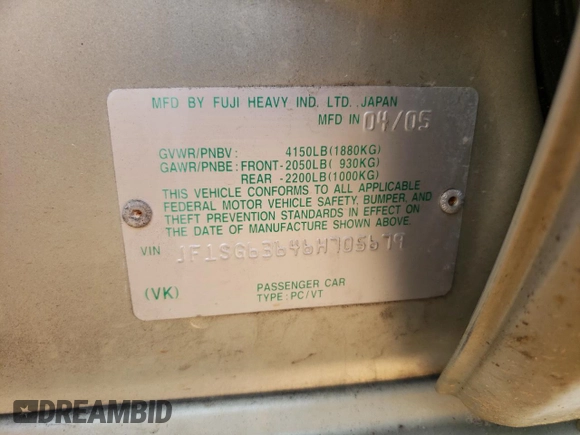 MFD BY FUJI HEAVY IND. LTD. JAPAN
MFD IN 04/05
GVWR/PNBV: 4150LB(1880KG)
GAWR/PNBE: FRONT-2050LB( 930KG)
REAR -2200LB(1000KG)
THIS VEHICLE CONFORMS TO ALL APPLICABLE
FEDERAL MOTOR VEHICLE SAFETY, BUMPER, AND
THEFT PREVENTION STANDARDS IN EFFECT ON
THE DATE OF MANUFACTURE SHOWN ABOVE.
VIN JF1SG63646H705679
PASSENGER CAR
(VK) TYPE: PC/VT
DREAMBID